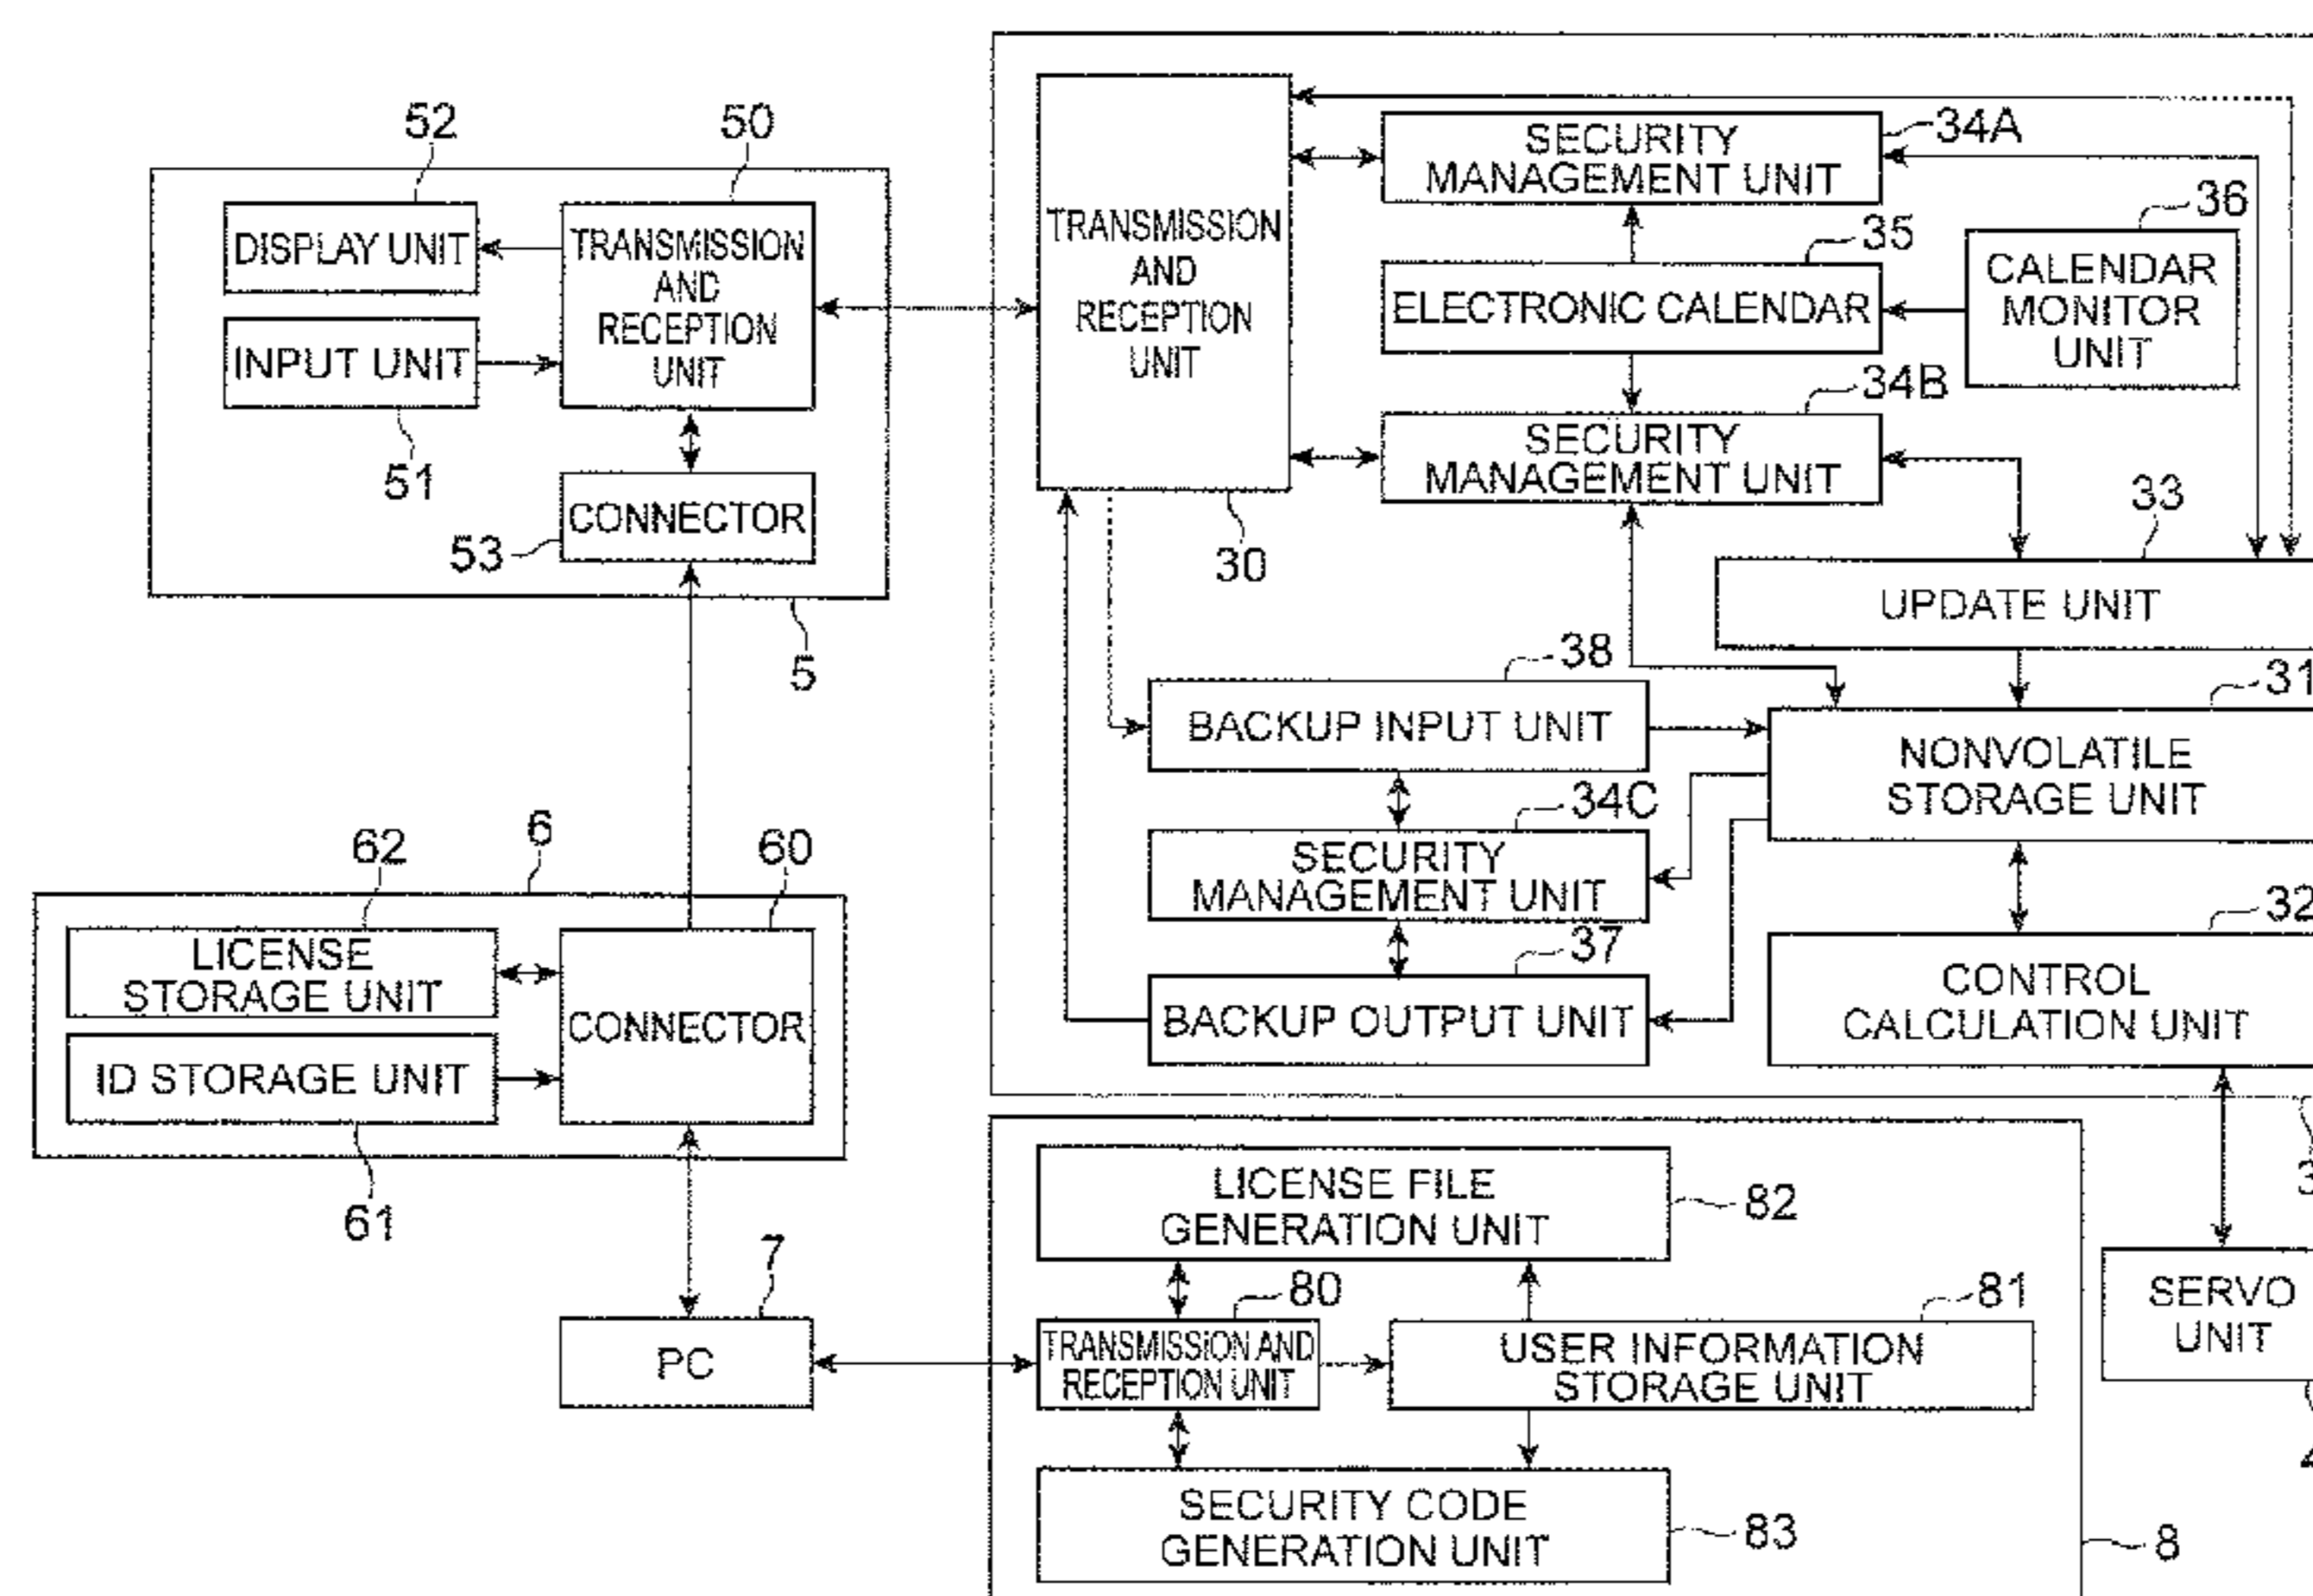 52
50
DISPLAY UNIT
TRANSMISSION
AND
RECEPTION
UNIT
INPUT UNIT
51
CONNECTOR
53
5
TRANSMISSION
AND
RECEPTION
UNIT
30
SECURITY
MANAGEMENT UNIT
34A
36
35
ELECTRONIC CALENDAR
CALENDAR
MONITOR
UNIT
34B
SECURITY
MANAGEMENT UNIT
33
UPDATE UNIT
38
31
BACKUP INPUT UNIT
NONVOLATILE
STORAGE UNIT
34C
SECURITY
MANAGEMENT UNIT
32
37
BACKUP OUTPUT UNIT
CONTROL
CALCULATION UNIT
3
6
62
60
LICENSE
STORAGE UNIT
CONNECTOR
ID STORAGE UNIT
61
7
PC
LICENSE FILE
GENERATION UNIT
82
80
81
TRANSMISSION AND
RECEPTION UNIT
USER INFORMATION
STORAGE UNIT
SERVO
UNIT
SECURITY CODE
GENERATION UNIT
83
8